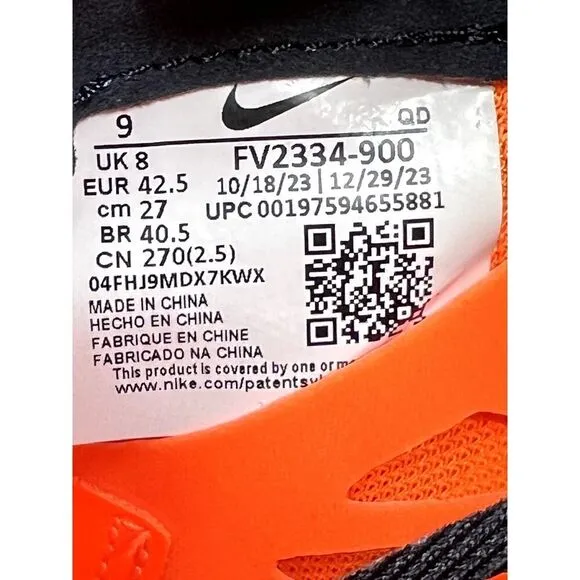 9 QD
UK 8 FV2334-900
EUR 42.5 10/18/23 | 12/29/23
cm 27 UPC 00197594655881
BR 40.5
CN 270(2.5)
04FHJ9MDX7KWX
MADE IN CHINA
HECHO EN CHINA
FABRIQUE EN CHINE
FABRICADO NA CHINA
This product is covered by one or
www.nike.com/patents